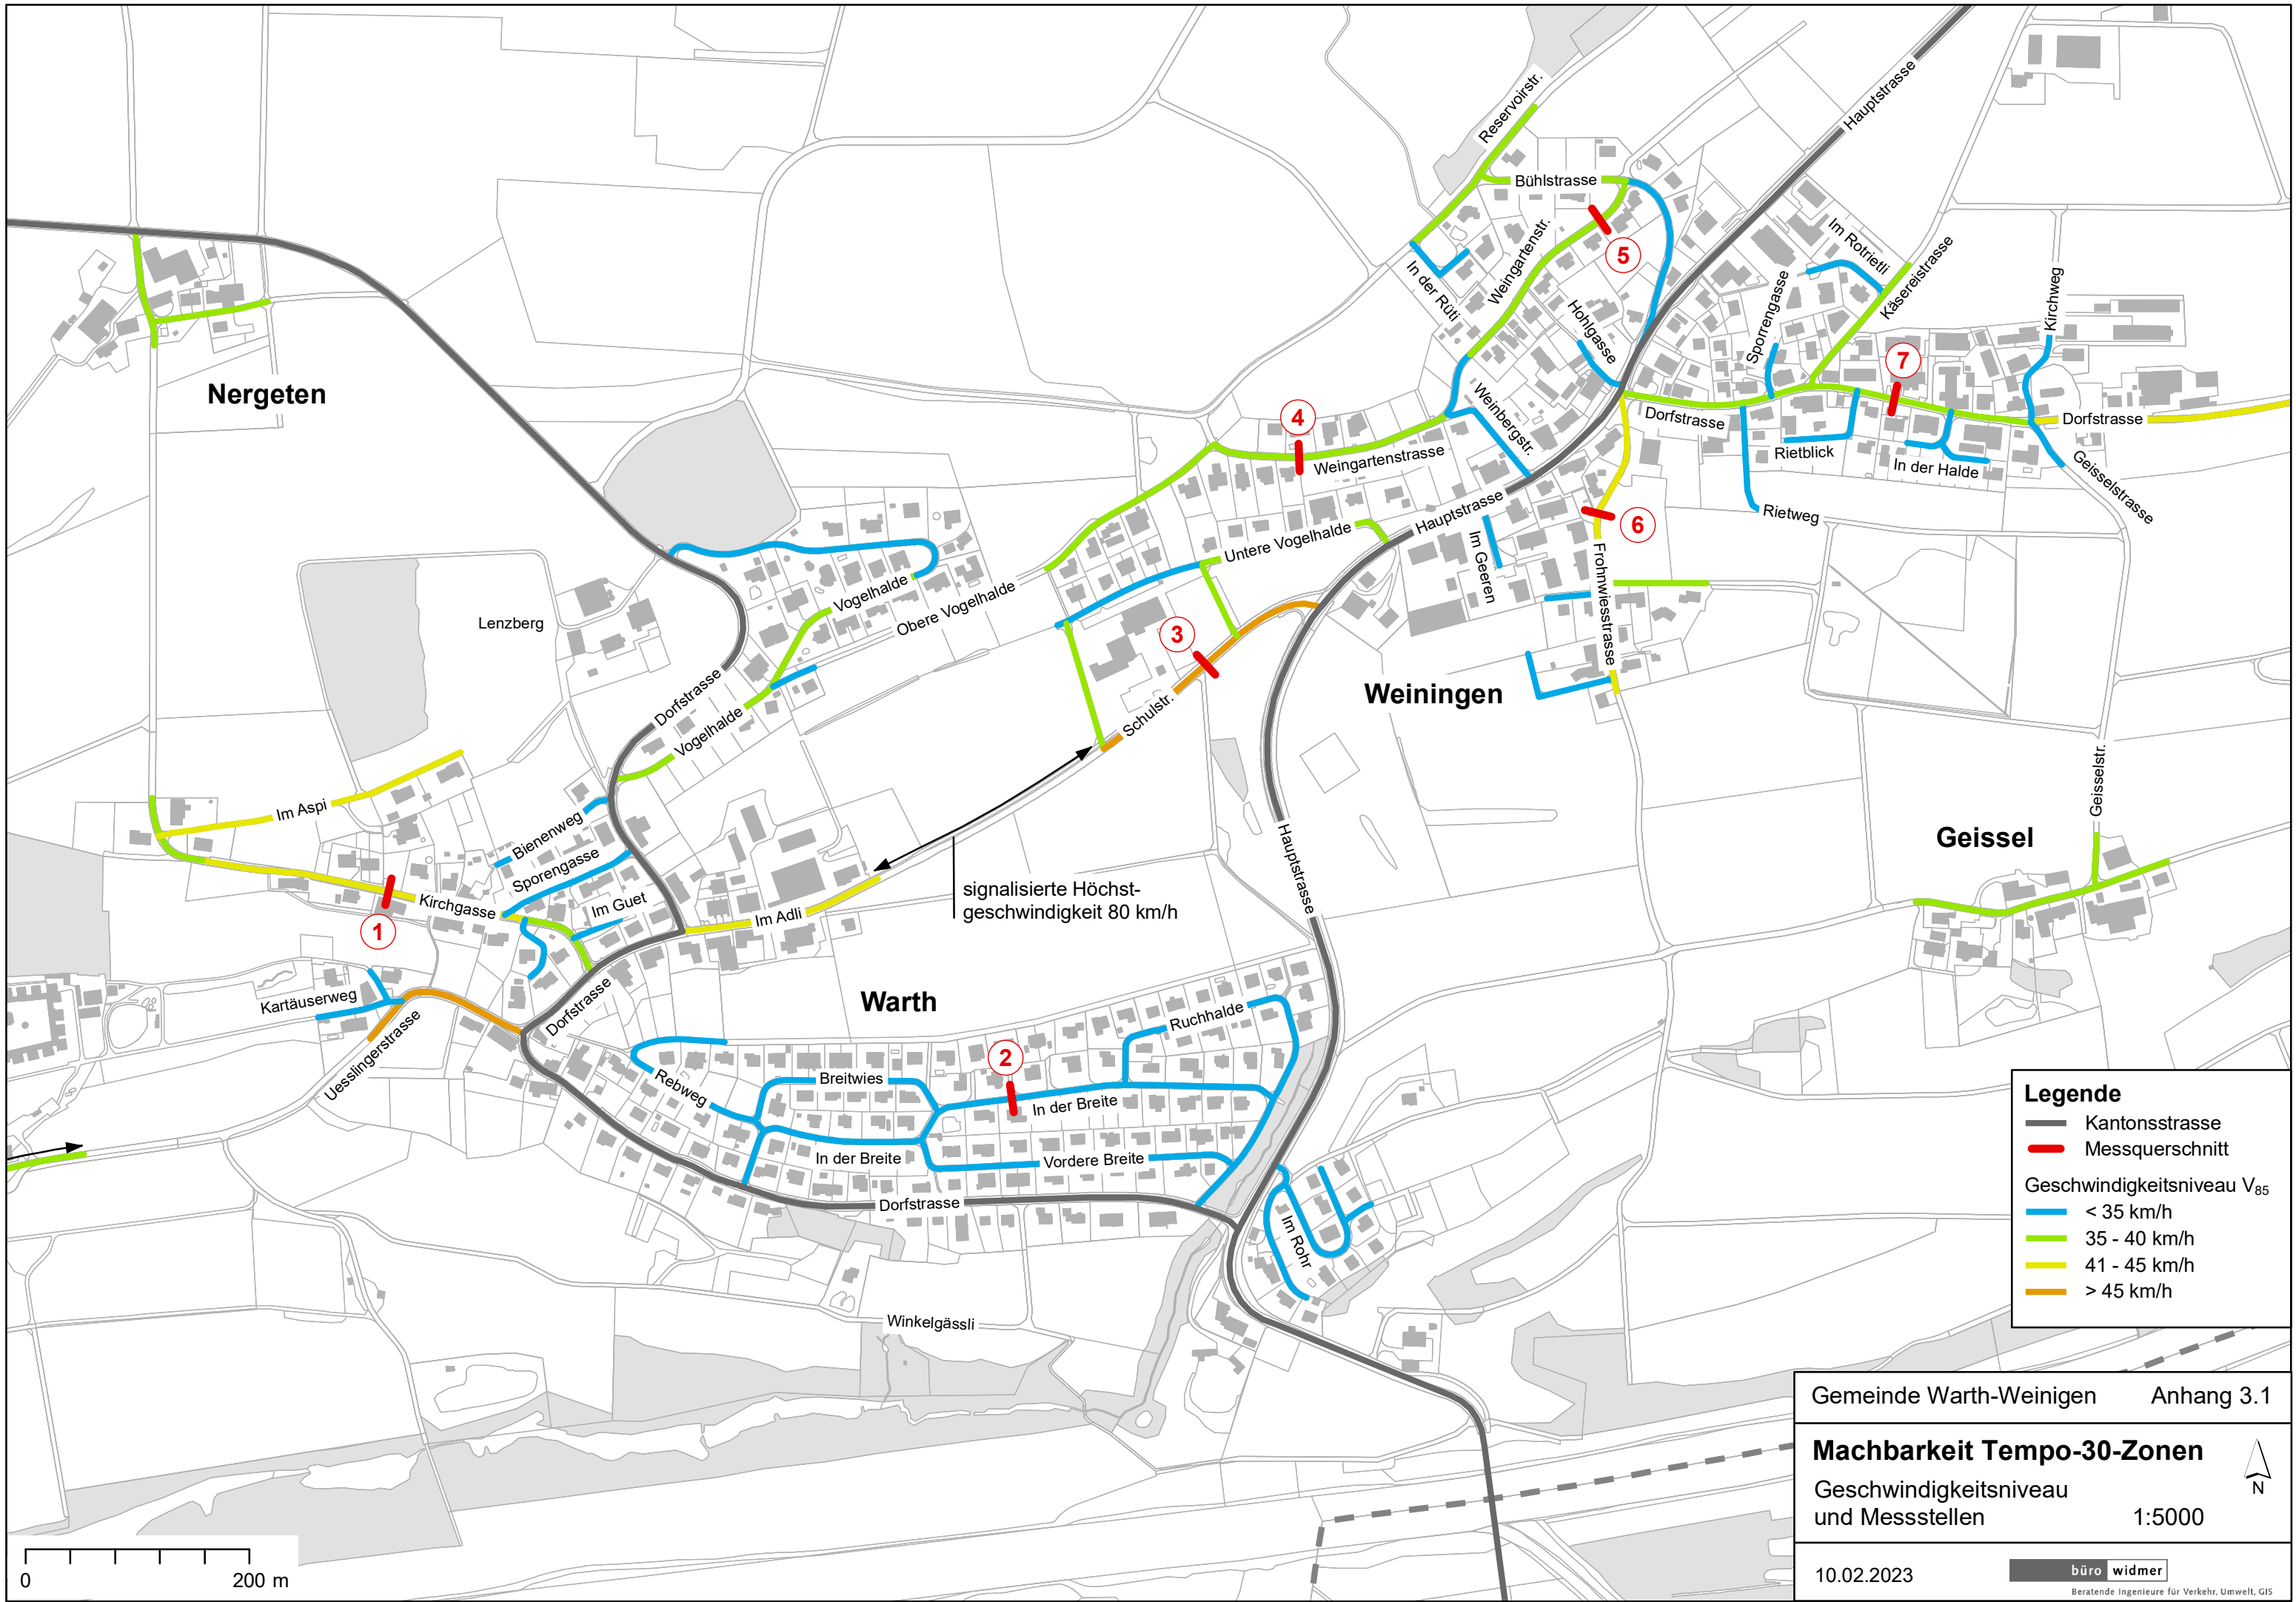 Reservoirstr.
Hauptstrasse
Bühlstrasse
Weingartenstr.
In der Rüti
5
Im Rotrietli
Käsereistrasse
Sporrengasse
Kirchweg
Hohlgasse
7
Nergeten
4
Weinbergstr.
Weingartenstrasse
Dorfstrasse
Dorfstrasse
Rietblick
In der Halde
Geisselstrasse
Rietweg
Hauptstrasse
Untere Vogelhalde
6
Im Geeren
Frohnwiesstrasse
Lenzberg
Vogelhalde
Obere Vogelhalde
3
Schulstr.
Weiningen
Dorfstrasse
Vogelhalde
Im Aspi
Bienenweg
Sporengasse
Im Guet
Kirchgasse
Im Adli
1
signalisierte Höchst-
geschwindigkeit 80 km/h
Hauptstrasse
Geisselstr.
Geissel
Kartäuserweg
Uesslingerstrasse
Dorfstrasse
Warth
Ruchhalde
2
Rebweg
Breitwies
In der Breite
In der Breite
Vordere Breite
Dorfstrasse
Im Rohr
Winkelgässli
Legende
Kantonsstrasse
Messquerschnitt
Geschwindigkeitsniveau V85
< 35 km/h
35 - 40 km/h
41 - 45 km/h
> 45 km/h
Gemeinde Warth-Weinigen Anhang 3.1
Machbarkeit Tempo-30-Zonen
Geschwindigkeitsniveau
und Messstellen 1:5000
N
10.02.2023
büro widmer
Beratende Ingenieure für Verkehr, Umwelt, GIS
0 200 m